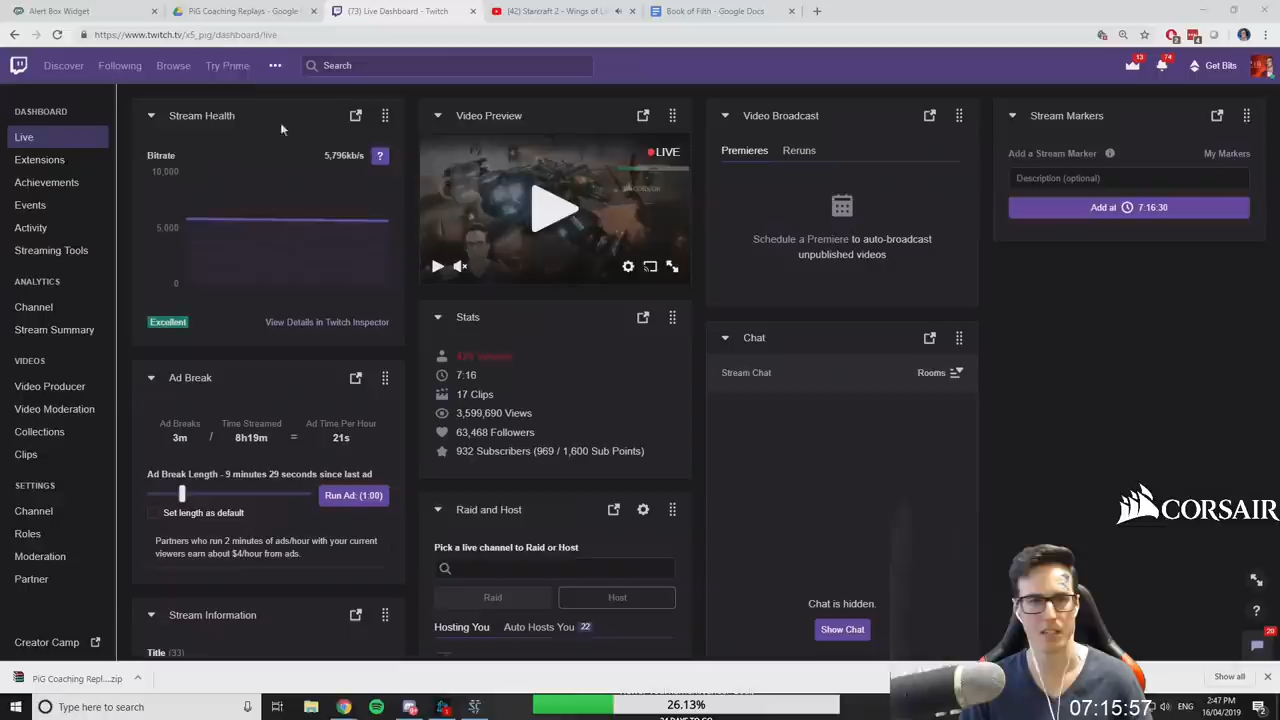 Alert Box Widget
PiG Coaching Replays - Google
(73) Live Dashboard - Twitch
(42) Starcraft 2 - Wings of Li
Book of Filth - Google Docs
https://www.twitch.tv/x5_pig/dashboard/live
Discover
Following
Browse
Try Prime
Search
13
74
Get Bits
DASHBOARD
Live
Extensions
Achievements
Events
Activity
Streaming Tools
ANALYTICS
Channel
Stream Summary
VIDEOS
Video Producer
Video Moderation
Collections
Clips
SETTINGS
Channel
Roles
Moderation
Partner
Creator Camp
Stream Health
Bitrate
5,796kb/s
?
10,000
5,000
0
Excellent
View Details in Twitch Inspector
Ad Break
Ad Breaks
Time Streamed
Ad Time Per Hour
3m / 8h19m = 21s
Ad Break Length - 9 minutes 29 seconds since last ad
Run Ad: (1:00)
Set length as default
Partners who run 2 minutes of ads/hour with your current
viewers earn about $4/hour from ads.
Stream Information
Title (33)
Video Preview
LIVE
CORSAIR
Stats
7:16
17 Clips
3,599,690 Views
63,468 Followers
932 Subscribers (969 / 1,600 Sub Points)
Raid and Host
Pick a live channel to Raid or Host
Raid
Host
Hosting You
Auto Hosts You 22
Video Broadcast
Premieres
Reruns
Schedule a Premiere to auto-broadcast
unpublished videos
Chat
Stream Chat
Rooms
Chat is hidden.
Show Chat
Stream Markers
Add a Stream Marker
My Markers
Description (optional)
Add at 7:16:30
CORSAIR
?
20
PiG Coaching Repl....zip
Show all
Type here to search
26.13%
07:15:57
ENG
2:47 PM
16/04/2019